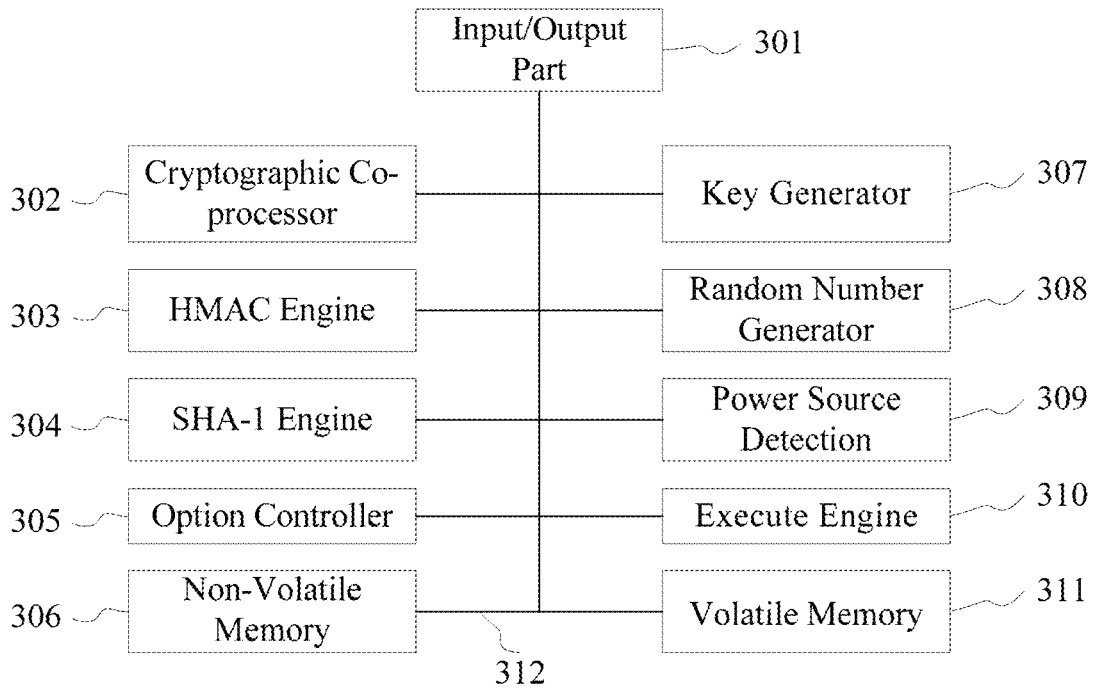 Input/Output
Part
301
302
Cryptographic Co-
processor
Key Generator
307
303
HMAC Engine
Random Number
Generator
308
304
SHA-1 Engine
Power Source
Detection
309
305
Option Controller
Execute Engine
310
306
Non-Volatile
Memory
Volatile Memory
311
312